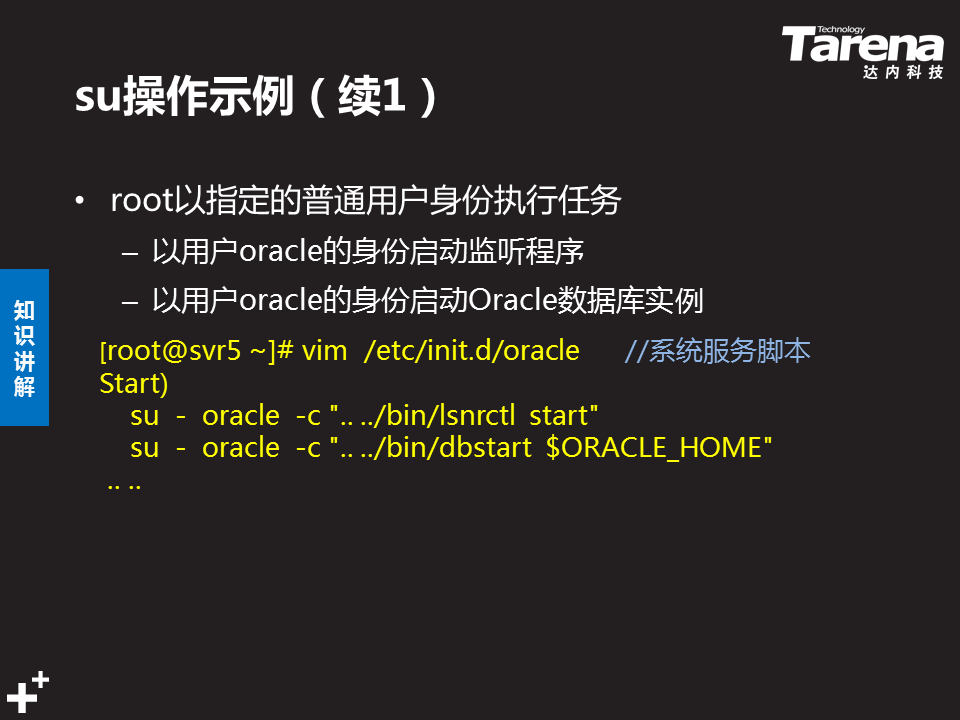 Technology
Tarena
达内科技
su操作示例（续1）
• root以指定的普通用户身份执行任务
– 以用户oracle的身份启动监听程序
– 以用户oracle的身份启动Oracle数据库实例
知识讲解
[root@svr5 ~]# vim /etc/init.d/oracle //系统服务脚本
Start)
su - oracle -c ".. ../bin/lsnrctl start"
su - oracle -c ".. ../bin/dbstart $ORACLE_HOME"
.. ..